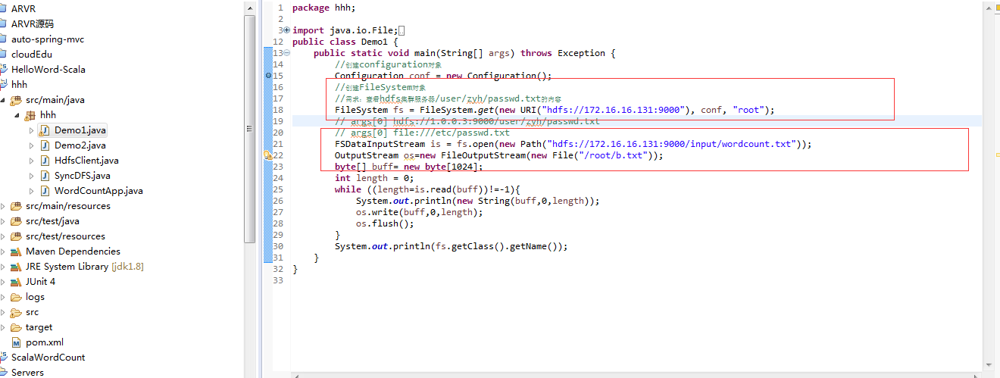 ARVR
ARVR源码
auto-spring-mvc
cloudEdu
HelloWord-Scala
hhh
src/main/java
hhh
Demo1.java
Demo2.java
HdfsClient.java
SyncDFS.java
WordCountApp.java
src/main/resources
src/test/java
src/test/resources
Maven Dependencies
JRE System Library [jdk1.8]
JUnit 4
logs
src
target
pom.xml
ScalaWordCount
Servers
1 package hhh;
2
3 import java.io.File;
12 public class Demo1 {
13 public static void main(String[] args) throws Exception {
14 //创建configuration对象
15 Configuration conf = new Configuration();
16 //创建FileSystem对象
17 //需求：查看hdfs集群服务器/user/zyh/passwd.txt的内容
18 FileSystem fs = FileSystem.get(new URI("hdfs://172.16.16.131:9000"), conf, "root");
19 // args[0] hdfs://1.0.0.3:9000/user/zyh/passwd.txt
20 // args[0] file:///etc/passwd.txt
21 FSDataInputStream is = fs.open(new Path("hdfs://172.16.16.131:9000/input/wordcount.txt"));
22 OutputStream os=new FileOutputStream(new File("/root/b.txt"));
23 byte[] buff= new byte[1024];
24 int length = 0;
25 while ((length=is.read(buff))!=-1){
26 System.out.println(new String(buff,0,length));
27 os.write(buff,0,length);
28 os.flush();
29 }
30 System.out.println(fs.getClass().getName());
31 }
32 }
33